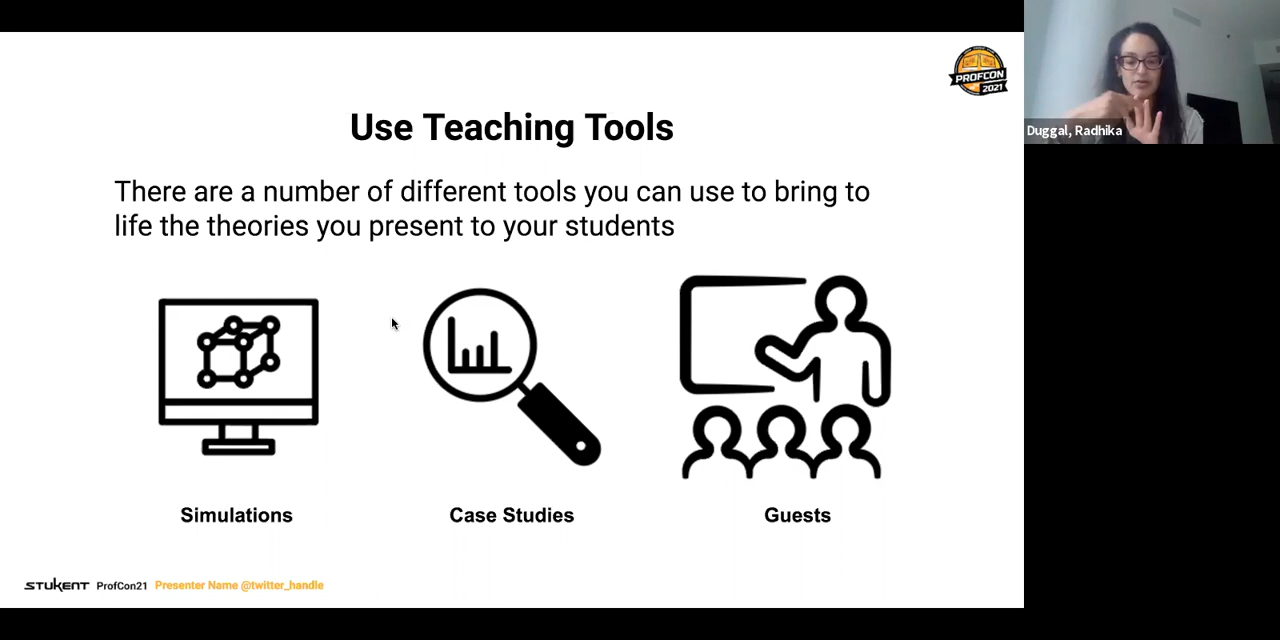 PROFCON
2021
Duggal, Radhika
Use Teaching Tools
There are a number of different tools you can use to bring to
life the theories you present to your students
Simulations
Case Studies
Guests
STUKENT ProfCon21 Presenter Name @twitter_handle